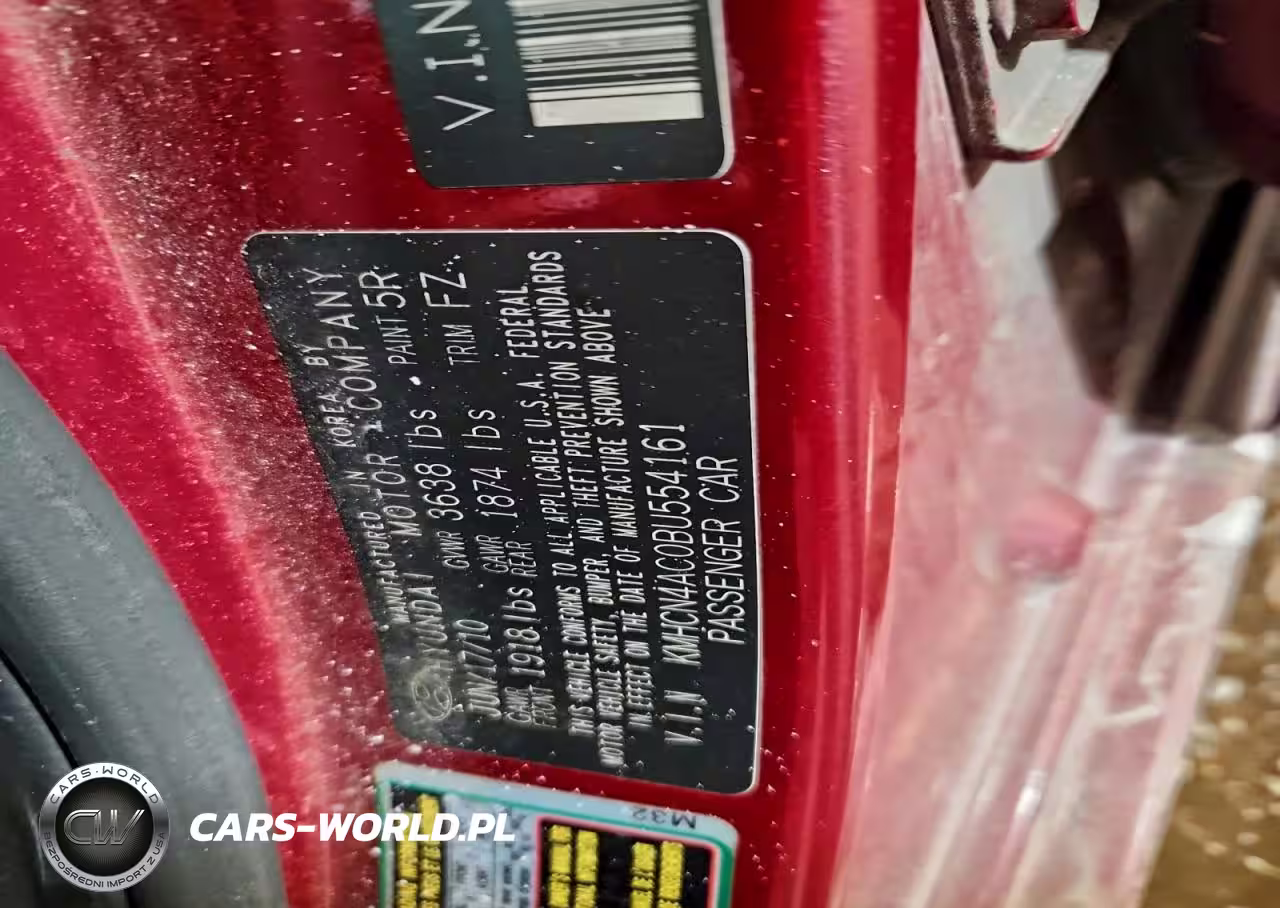 V.I.N
MANUFACTURED IN KOREA BY
HYUNDAI MOTOR COMPANY
JUN/17/10 GVWR 3638 lbs PAINT 5R
GAWR FRONT 1918 lbs GAWR REAR 1874 lbs TRIM FZ
THIS VEHICLE CONFORMS TO ALL APPLICABLE U.S.A. FEDERAL
MOTOR VEHICLE SAFETY, BUMPER, AND THEFT PREVENTION STANDARDS
IN EFFECT ON THE DATE OF MANUFACTURE SHOWN ABOVE
V.I.N KMHCN4AC0BU554161
PASSENGER CAR
M32
CARS-WORLD
CW
BEZPOŚREDNI IMPORT Z USA
CARS-WORLD.PL